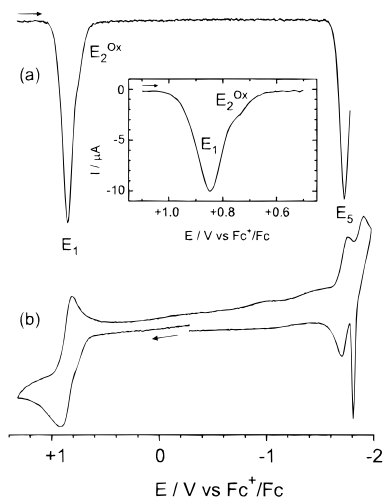 (a)
E₂ᴼˣ
0
-5
-10
I / μA
E₂ᴼˣ
E₁
+1.0 +0.8 +0.6
E / V vs Fc⁺/Fc
E₁
E₅
(b)
+1 0 -1 -2
E / V vs Fc⁺/Fc